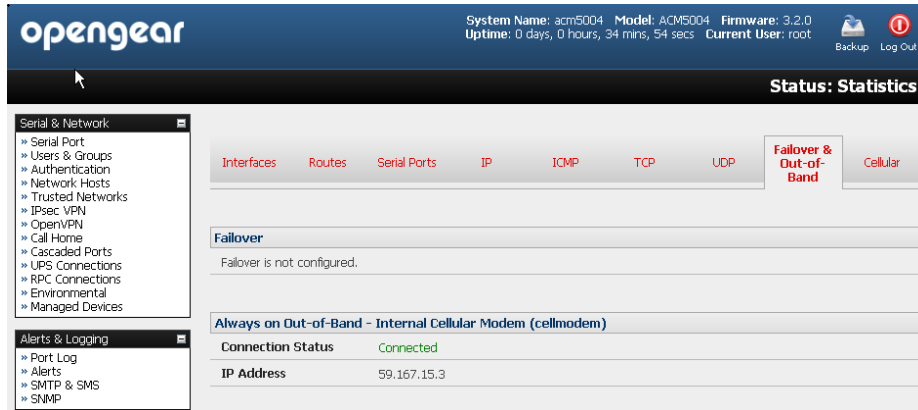 opengear
System Name: acm5004 Model: ACM5004 Firmware: 3.2.0
Uptime: 0 days, 0 hours, 34 mins, 54 secs Current User: root
Backup
Log Out
Status: Statistics
Serial & Network
» Serial Port
» Users & Groups
» Authentication
» Network Hosts
» Trusted Networks
» IPsec VPN
» OpenVPN
» Call Home
» Cascaded Ports
» UPS Connections
» RPC Connections
» Environmental
» Managed Devices
Alerts & Logging
» Port Log
» Alerts
» SMTP & SMS
» SNMP
Interfaces
Routes
Serial Ports
IP
ICMP
TCP
UDP
Failover &
Out-of-
Band
Cellular
Failover
Failover is not configured.
Always on Out-of-Band - Internal Cellular Modem (cellmodem)
Connection Status Connected
IP Address 59.167.15.3